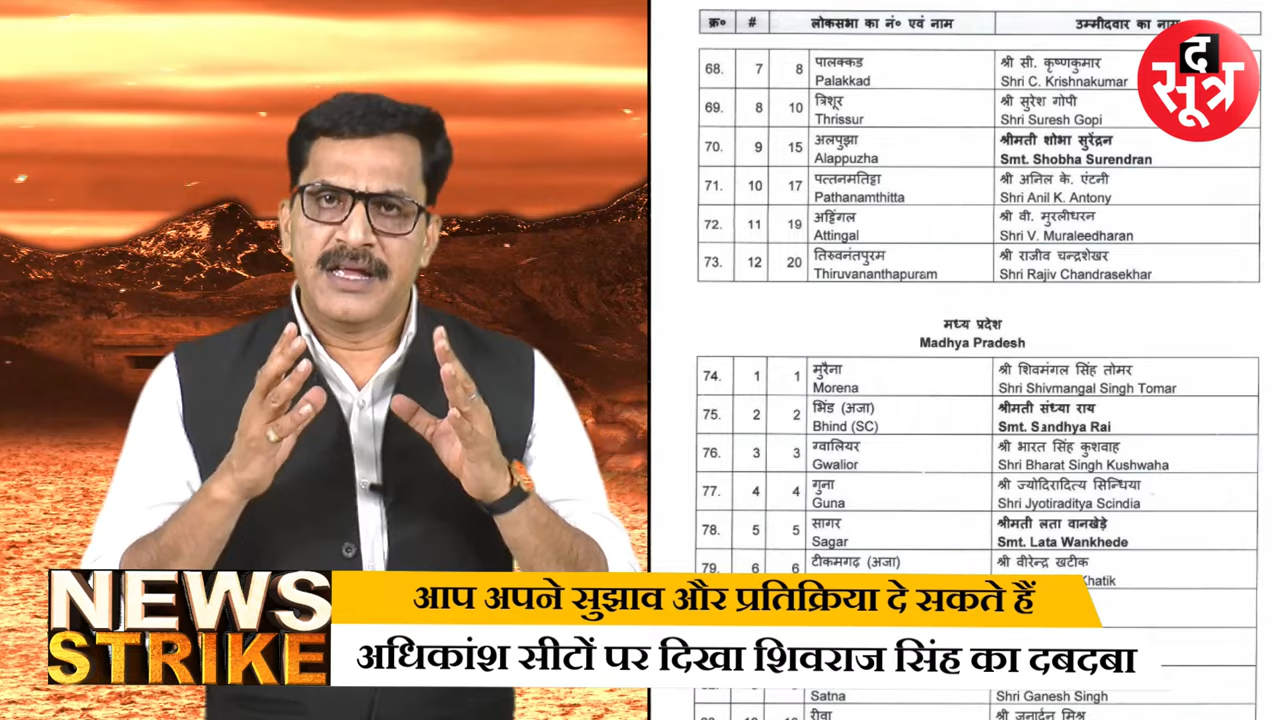 क्र० # लोकसभा का नं० एवं नाम उम्मीदवार का नाम
द
सूत्र
68. 7 8 पालक्कड श्री सी. कृष्णकुमार
Palakkad Shri C. Krishnakumar
69. 8 10 त्रिशूर श्री सुरेश गोपी
Thrissur Shri Suresh Gopi
70. 9 15 अलपुझा श्रीमती शोभा सुरेंद्रन
Alappuzha Smt. Shobha Surendran
71. 10 17 पत्तनमतिट्टा श्री अनिल के. एंटनी
Pathanamthitta Shri Anil K. Antony
72. 11 19 अट्टिंगल श्री वी. मुरलीधरन
Attingal Shri V. Muraleedharan
73. 12 20 तिरुवनंतपुरम श्री राजीव चन्द्रशेखर
Thiruvananthapuram Shri Rajiv Chandrasekhar
मध्य प्रदेश
Madhya Pradesh
74. 1 1 मुरैना श्री शिवमंगल सिंह तोमर
Morena Shri Shivmangal Singh Tomar
75. 2 2 भिंड (अजा) श्रीमती संध्या राय
Bhind (SC) Smt. Sandhya Rai
76. 3 3 ग्वालियर श्री भारत सिंह कुशवाह
Gwalior Shri Bharat Singh Kushwaha
77. 4 4 गुना श्री ज्योदिरादित्य सिन्धिया
Guna Shri Jyotiraditya Scindia
78. 5 5 सागर श्रीमती लता वानखेड़े
Sagar Smt. Lata Wankhede
79. 6 6 टीकमगढ़ (अजा) श्री वीरेन्द्र खटीक
Khatik
NEWS
STRIKE
आप अपने सुझाव और प्रतिक्रिया दे सकते हैं
अधिकांश सीटों पर दिखा शिवराज सिंह का दबदबा
Satna Shri Ganesh Singh
रीवा श्री जनार्दन मिश्र